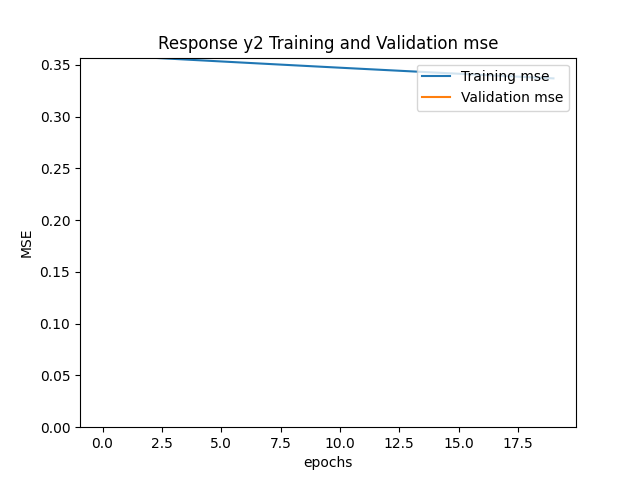 Response y2 Training and Validation mse
0.35
0.30
0.25
0.20
0.15
0.10
0.05
0.00
MSE
Training mse
Validation mse
0.0 2.5 5.0 7.5 10.0 12.5 15.0 17.5
epochs